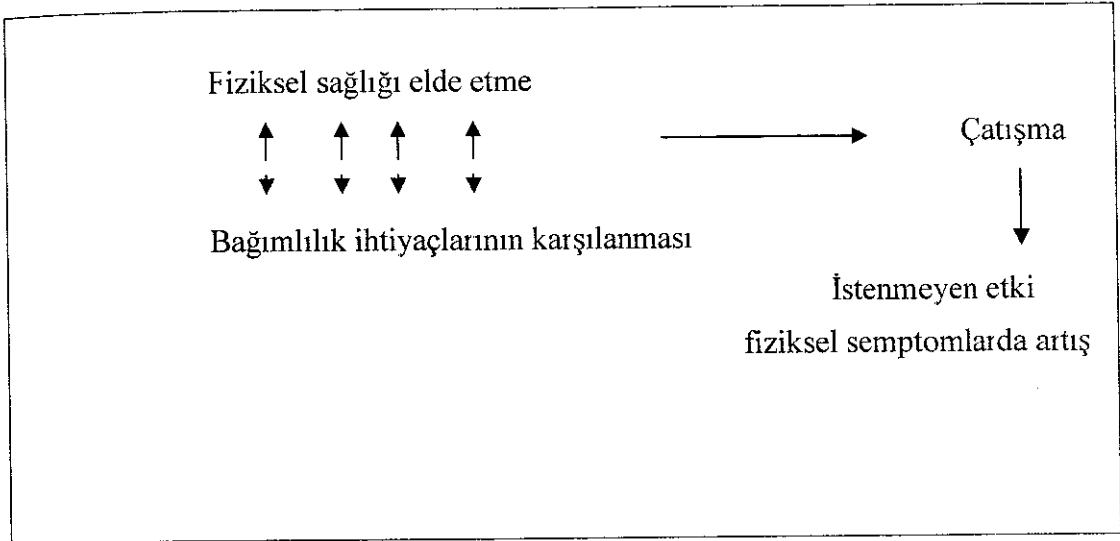 Fiziksel sağlığı elde etme
Çatışma
Bağımlılık ihtiyaçlarının karşılanması
İstenmeyen etki
fiziksel semptomlarda artış